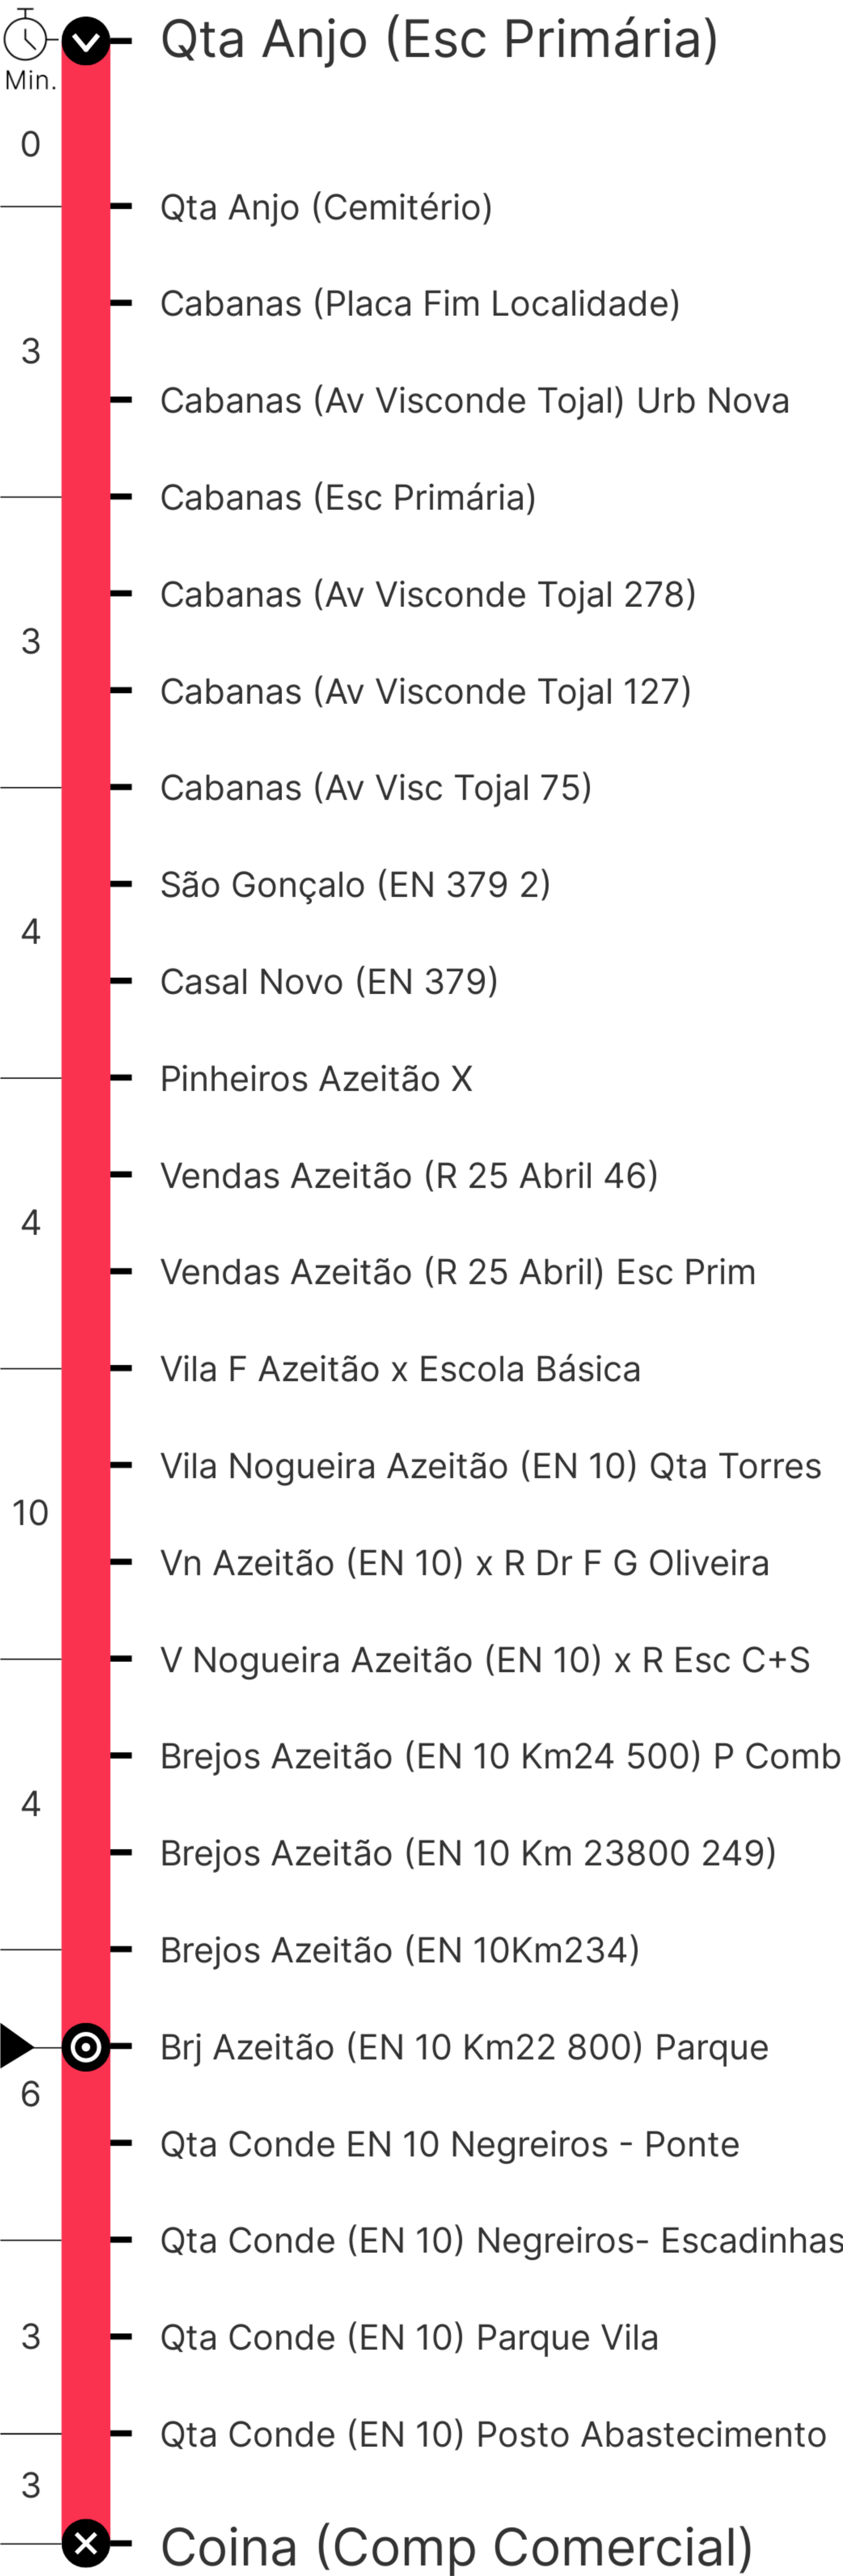 Qta Anjo (Esc Primária)
Min.
0
Qta Anjo (Cemitério)
Cabanas (Placa Fim Localidade)
3
Cabanas (Av Visconde Tojal) Urb Nova
Cabanas (Esc Primária)
Cabanas (Av Visconde Tojal 278)
3
Cabanas (Av Visconde Tojal 127)
Cabanas (Av Visc Tojal 75)
São Gonçalo (EN 379 2)
4
Casal Novo (EN 379)
Pinheiros Azeitão X
Vendas Azeitão (R 25 Abril 46)
4
Vendas Azeitão (R 25 Abril) Esc Prim
Vila F Azeitão x Escola Básica
Vila Nogueira Azeitão (EN 10) Qta Torres
10
Vn Azeitão (EN 10) x R Dr F G Oliveira
V Nogueira Azeitão (EN 10) x R Esc C+S
Brejos Azeitão (EN 10 Km24 500) P Comb
4
Brejos Azeitão (EN 10 Km 23800 249)
Brejos Azeitão (EN 10Km234)
Brj Azeitão (EN 10 Km22 800) Parque
6
Qta Conde EN 10 Negreiros - Ponte
Qta Conde (EN 10) Negreiros- Escadinhas
3
Qta Conde (EN 10) Parque Vila
Qta Conde (EN 10) Posto Abastecimento
3
Coina (Comp Comercial)